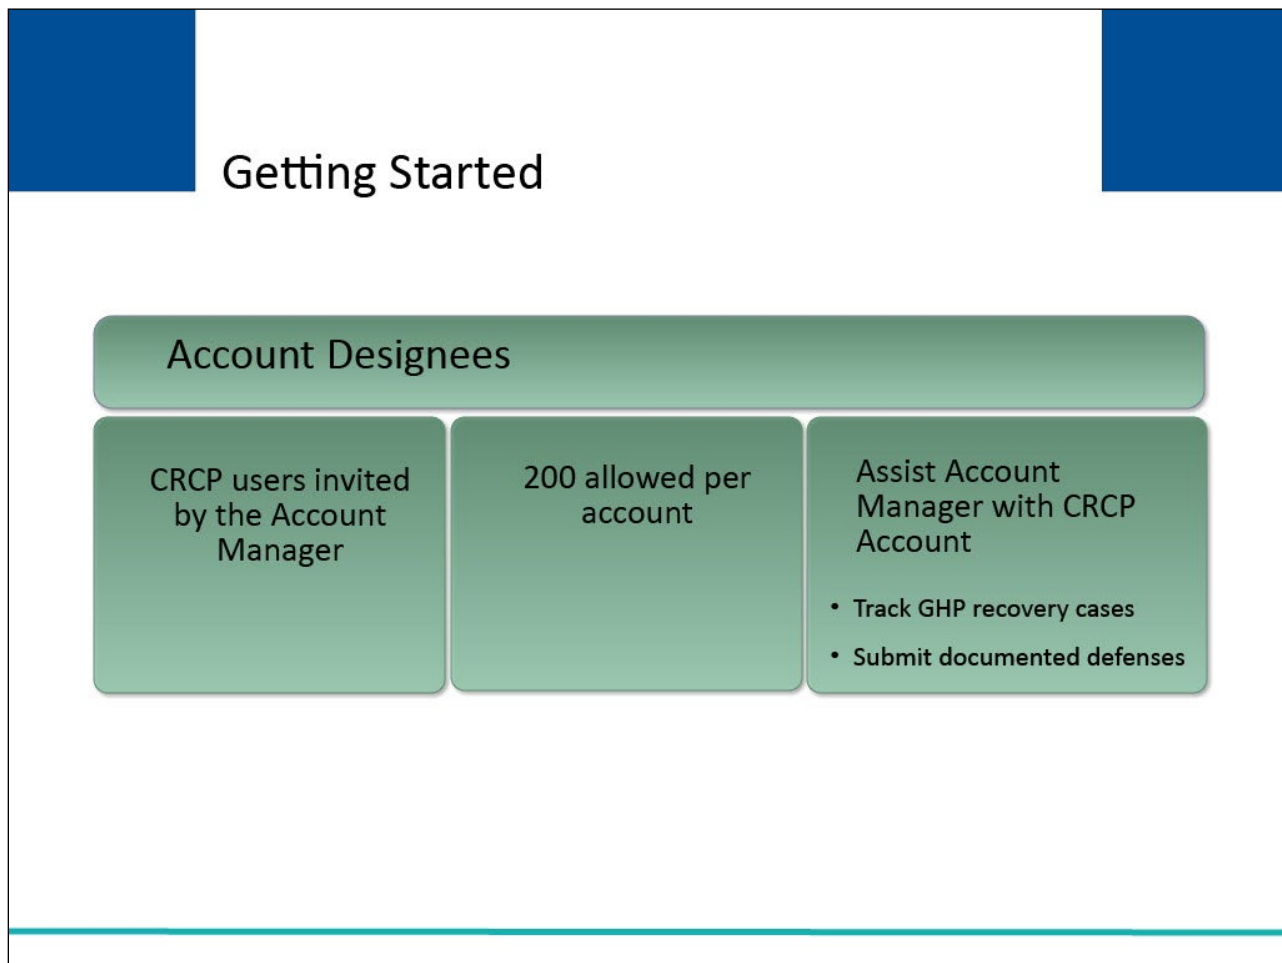 Getting Started
Account Designees
CRCP users invited
by the Account
Manager
200 allowed per
account
Assist Account
Manager with CRCP
Account
• Track GHP recovery cases
• Submit documented defenses